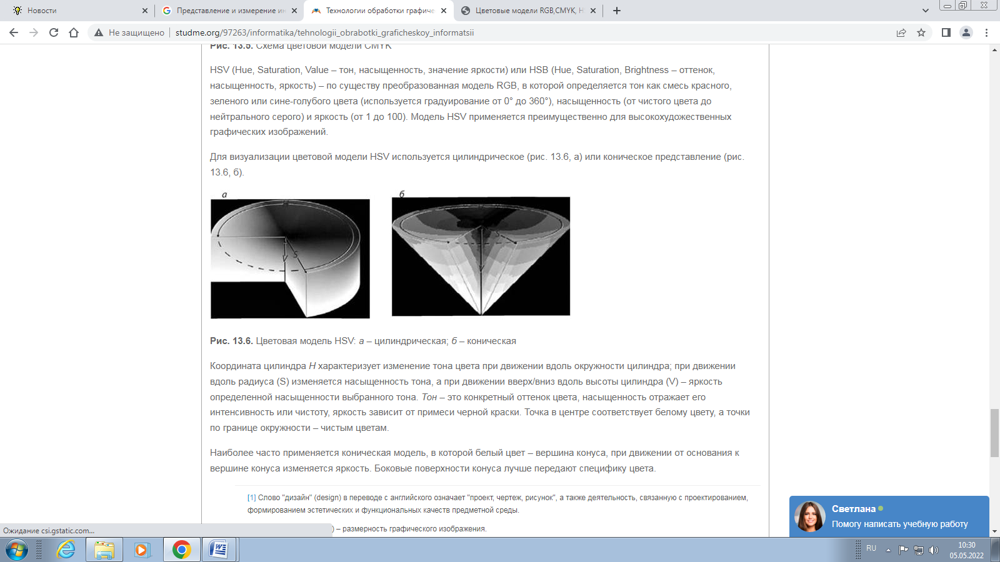 Новости
Представление и измерение ин
Технологии обработки графиче
Цветовые модели RGB,CMYK, H
Не защищено
studme.org/97263/informatika/tehnologii_obrabotki_graficheskoy_informatsii
Рис. 13.5. Схема цветовой модели CMYK
HSV (Hue, Saturation, Value – тон, насыщенность, значение яркости) или HSB (Hue, Saturation, Brightness – оттенок,
насыщенность, яркость) – по существу преобразованная модель RGB, в которой определяется тон как смесь красного,
зеленого или сине-голубого цвета (используется градуирование от 0° до 360°), насыщенность (от чистого цвета до
нейтрального серого) и яркость (от 1 до 100). Модель HSV применяется преимущественно для высокохудожественных
графических изображений.
Для визуализации цветовой модели HSV используется цилиндрическое (рис. 13.6, а) или коническое представление (рис.
13.6, б).
а
б
S
S
Рис. 13.6. Цветовая модель HSV: а – цилиндрическая; б – коническая
Координата цилиндра H характеризует изменение тона цвета при движении вдоль окружности цилиндра; при движении
вдоль радиуса (S) изменяется насыщенность тона, а при движении вверх/вниз вдоль высоты цилиндра (V) – яркость
определенной насыщенности выбранного тона. Тон – это конкретный оттенок цвета, насыщенность отражает его
интенсивность или чистоту, яркость зависит от примеси черной краски. Точка в центре соответствует белому цвету, а точки
по границе окружности – чистым цветам.
Наиболее часто применяется коническая модель, в которой белый цвет – вершина конуса, при движении от основания к
вершине конуса изменяется яркость. Боковые поверхности конуса лучше передают специфику цвета.
[1] Слово "дизайн" (design) в переводе с английского означает "проект, чертеж, рисунок", а также деятельность, связанную с проектированием,
формированием эстетических и функциональных качеств предметной среды.
) – размерность графического изображения.
Светлана
Помогу написать учебную работу
Ожидание csi.gstatic.com...
RU
10:30
05.05.2022